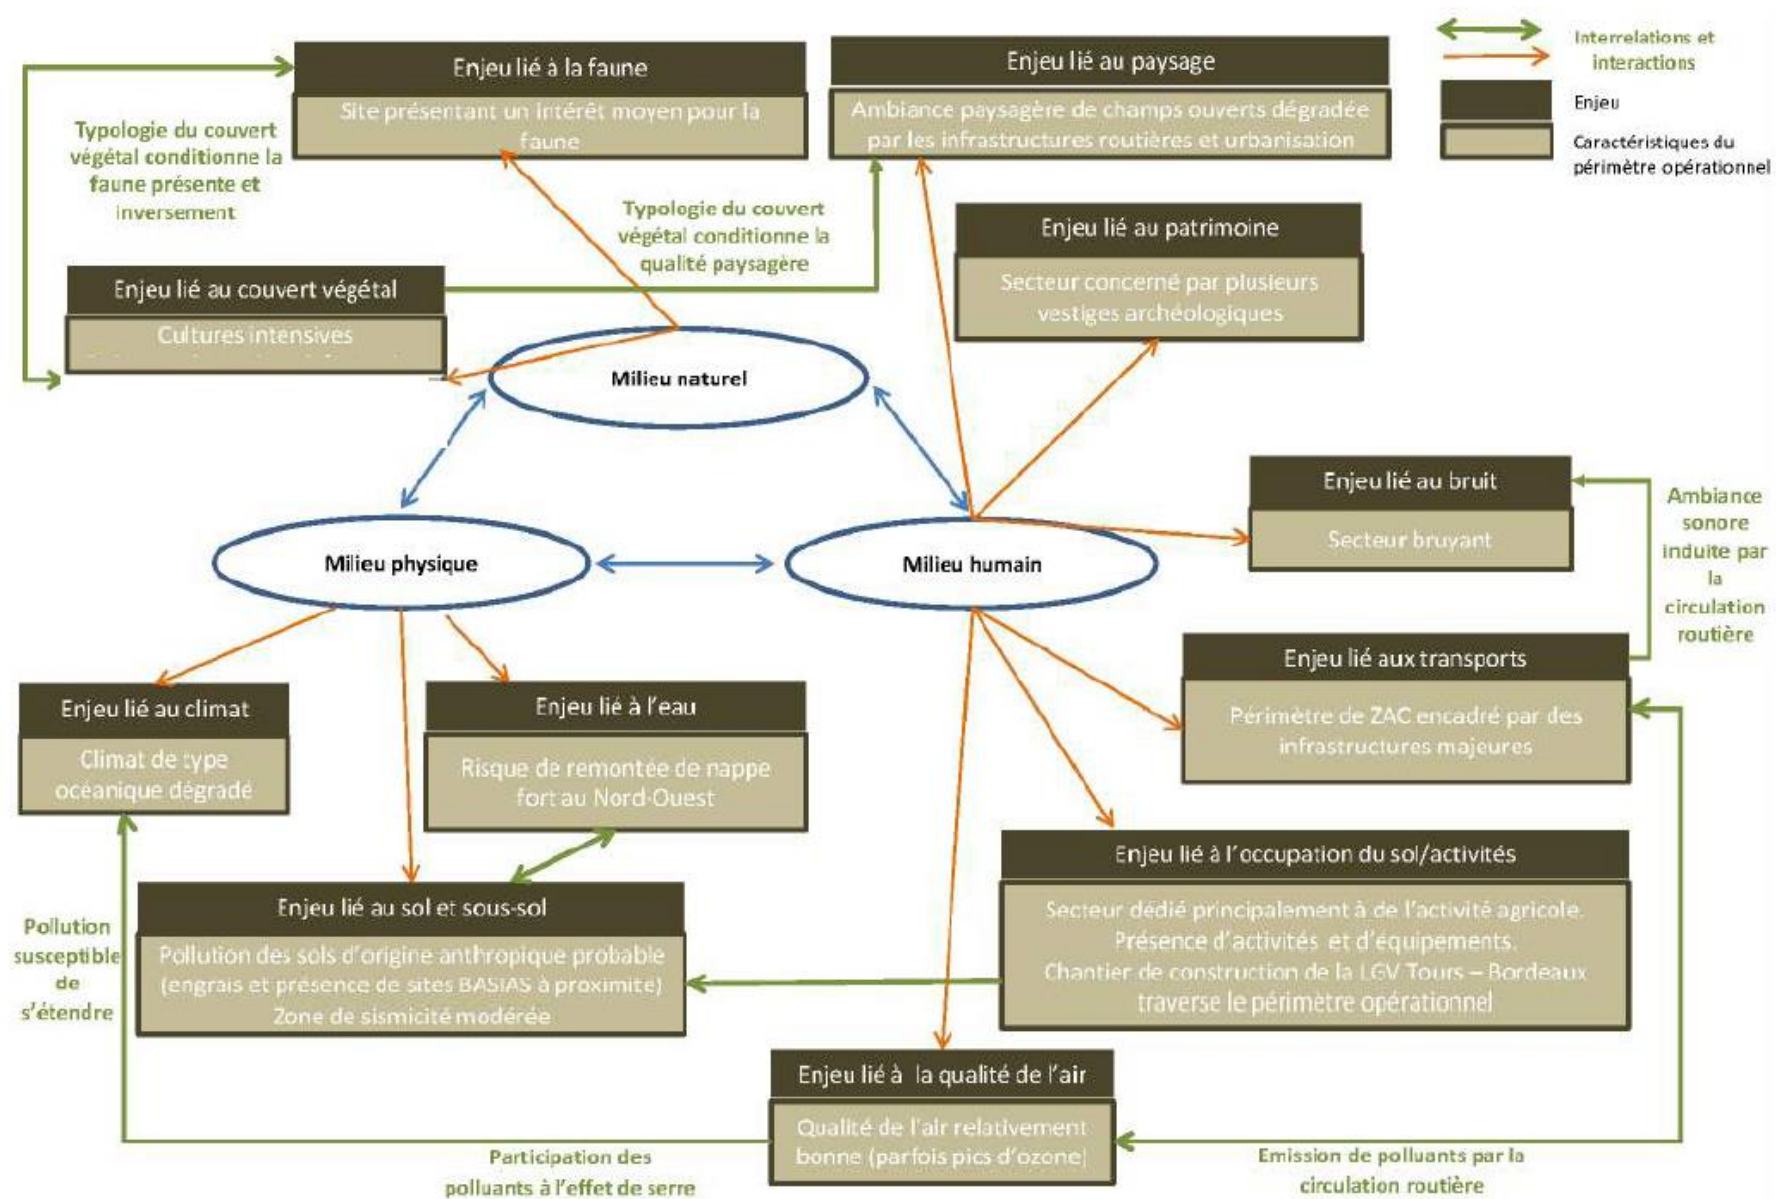 Interrelations et
interactions
Enjeu
Caractéristiques du
périmètre opérationnel
Enjeu lié à la faune
Site présentant un intérêt moyen pour la
faune
Enjeu lié au paysage
Ambiance paysagère de champs ouverts dégradée
par les infrastructures routières et urbanisation
Typologie du couvert
végétal conditionne la
faune présente et
inversement
Typologie du couvert
végétal conditionne la
qualité paysagère
Enjeu lié au patrimoine
Secteur concerné par plusieurs
vestiges archéologiques
Enjeu lié au couvert végétal
Cultures intensives
Milieu naturel
Enjeu lié au bruit
Secteur bruyant
Ambiance
sonore
induite par
la
circulation
routière
Milieu physique
Milieu humain
Enjeu lié aux transports
Périmètre de ZAC encadré par des
infrastructures majeures
Enjeu lié au climat
Climat de type
océanique dégradé
Enjeu lié à l'eau
Risque de remontée de nappe
fort au Nord-Ouest
Enjeu lié à l'occupation du sol/activités
Secteur dédié principalement à de l'activité agricole.
Présence d'activités et d'équipements.
Chantier de construction de la LGV Tours – Bordeaux
traverse le périmètre opérationnel
Enjeu lié au sol et sous-sol
Pollution des sols d'origine anthropique probable
(engrais et présence de sites BASIAS à proximité)
Zone de sismicité modérée
Pollution
susceptible
de
s'étendre
Enjeu lié à la qualité de l'air
Qualité de l'air relativement
bonne (parfois pics d'ozone)
Participation des
polluants à l'effet de serre
Emission de polluants par la
circulation routière